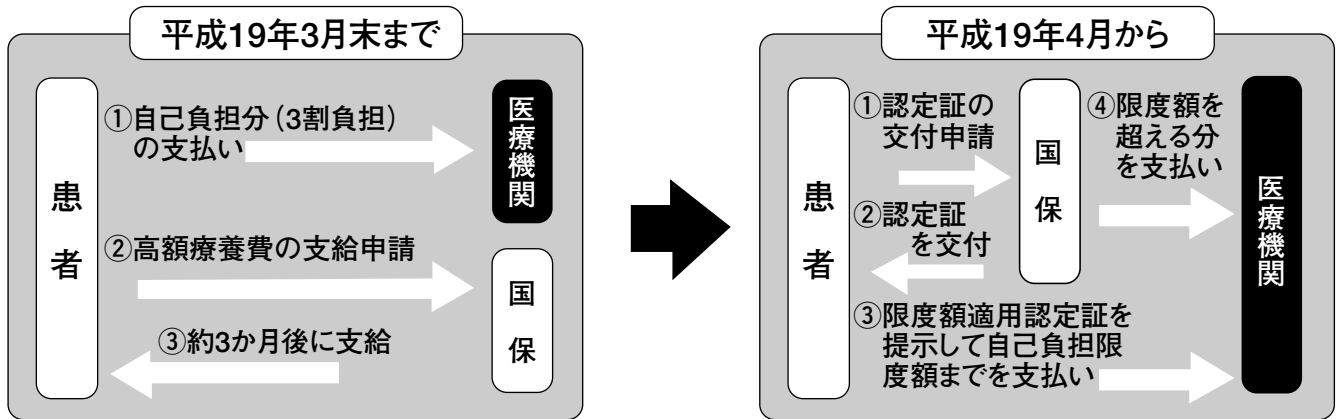 平成19年3月末まで
患者
①自己負担分（3割負担）
の支払い
医療機関
②高額療養費の支給申請
国保
③約3か月後に支給
平成19年4月から
患者
①認定証の
交付申請
国保
②認定証
を交付
④限度額を
超える分
を支払い
③限度額適用認定証を
提示して自己負担限
度額までを支払い
医療機関